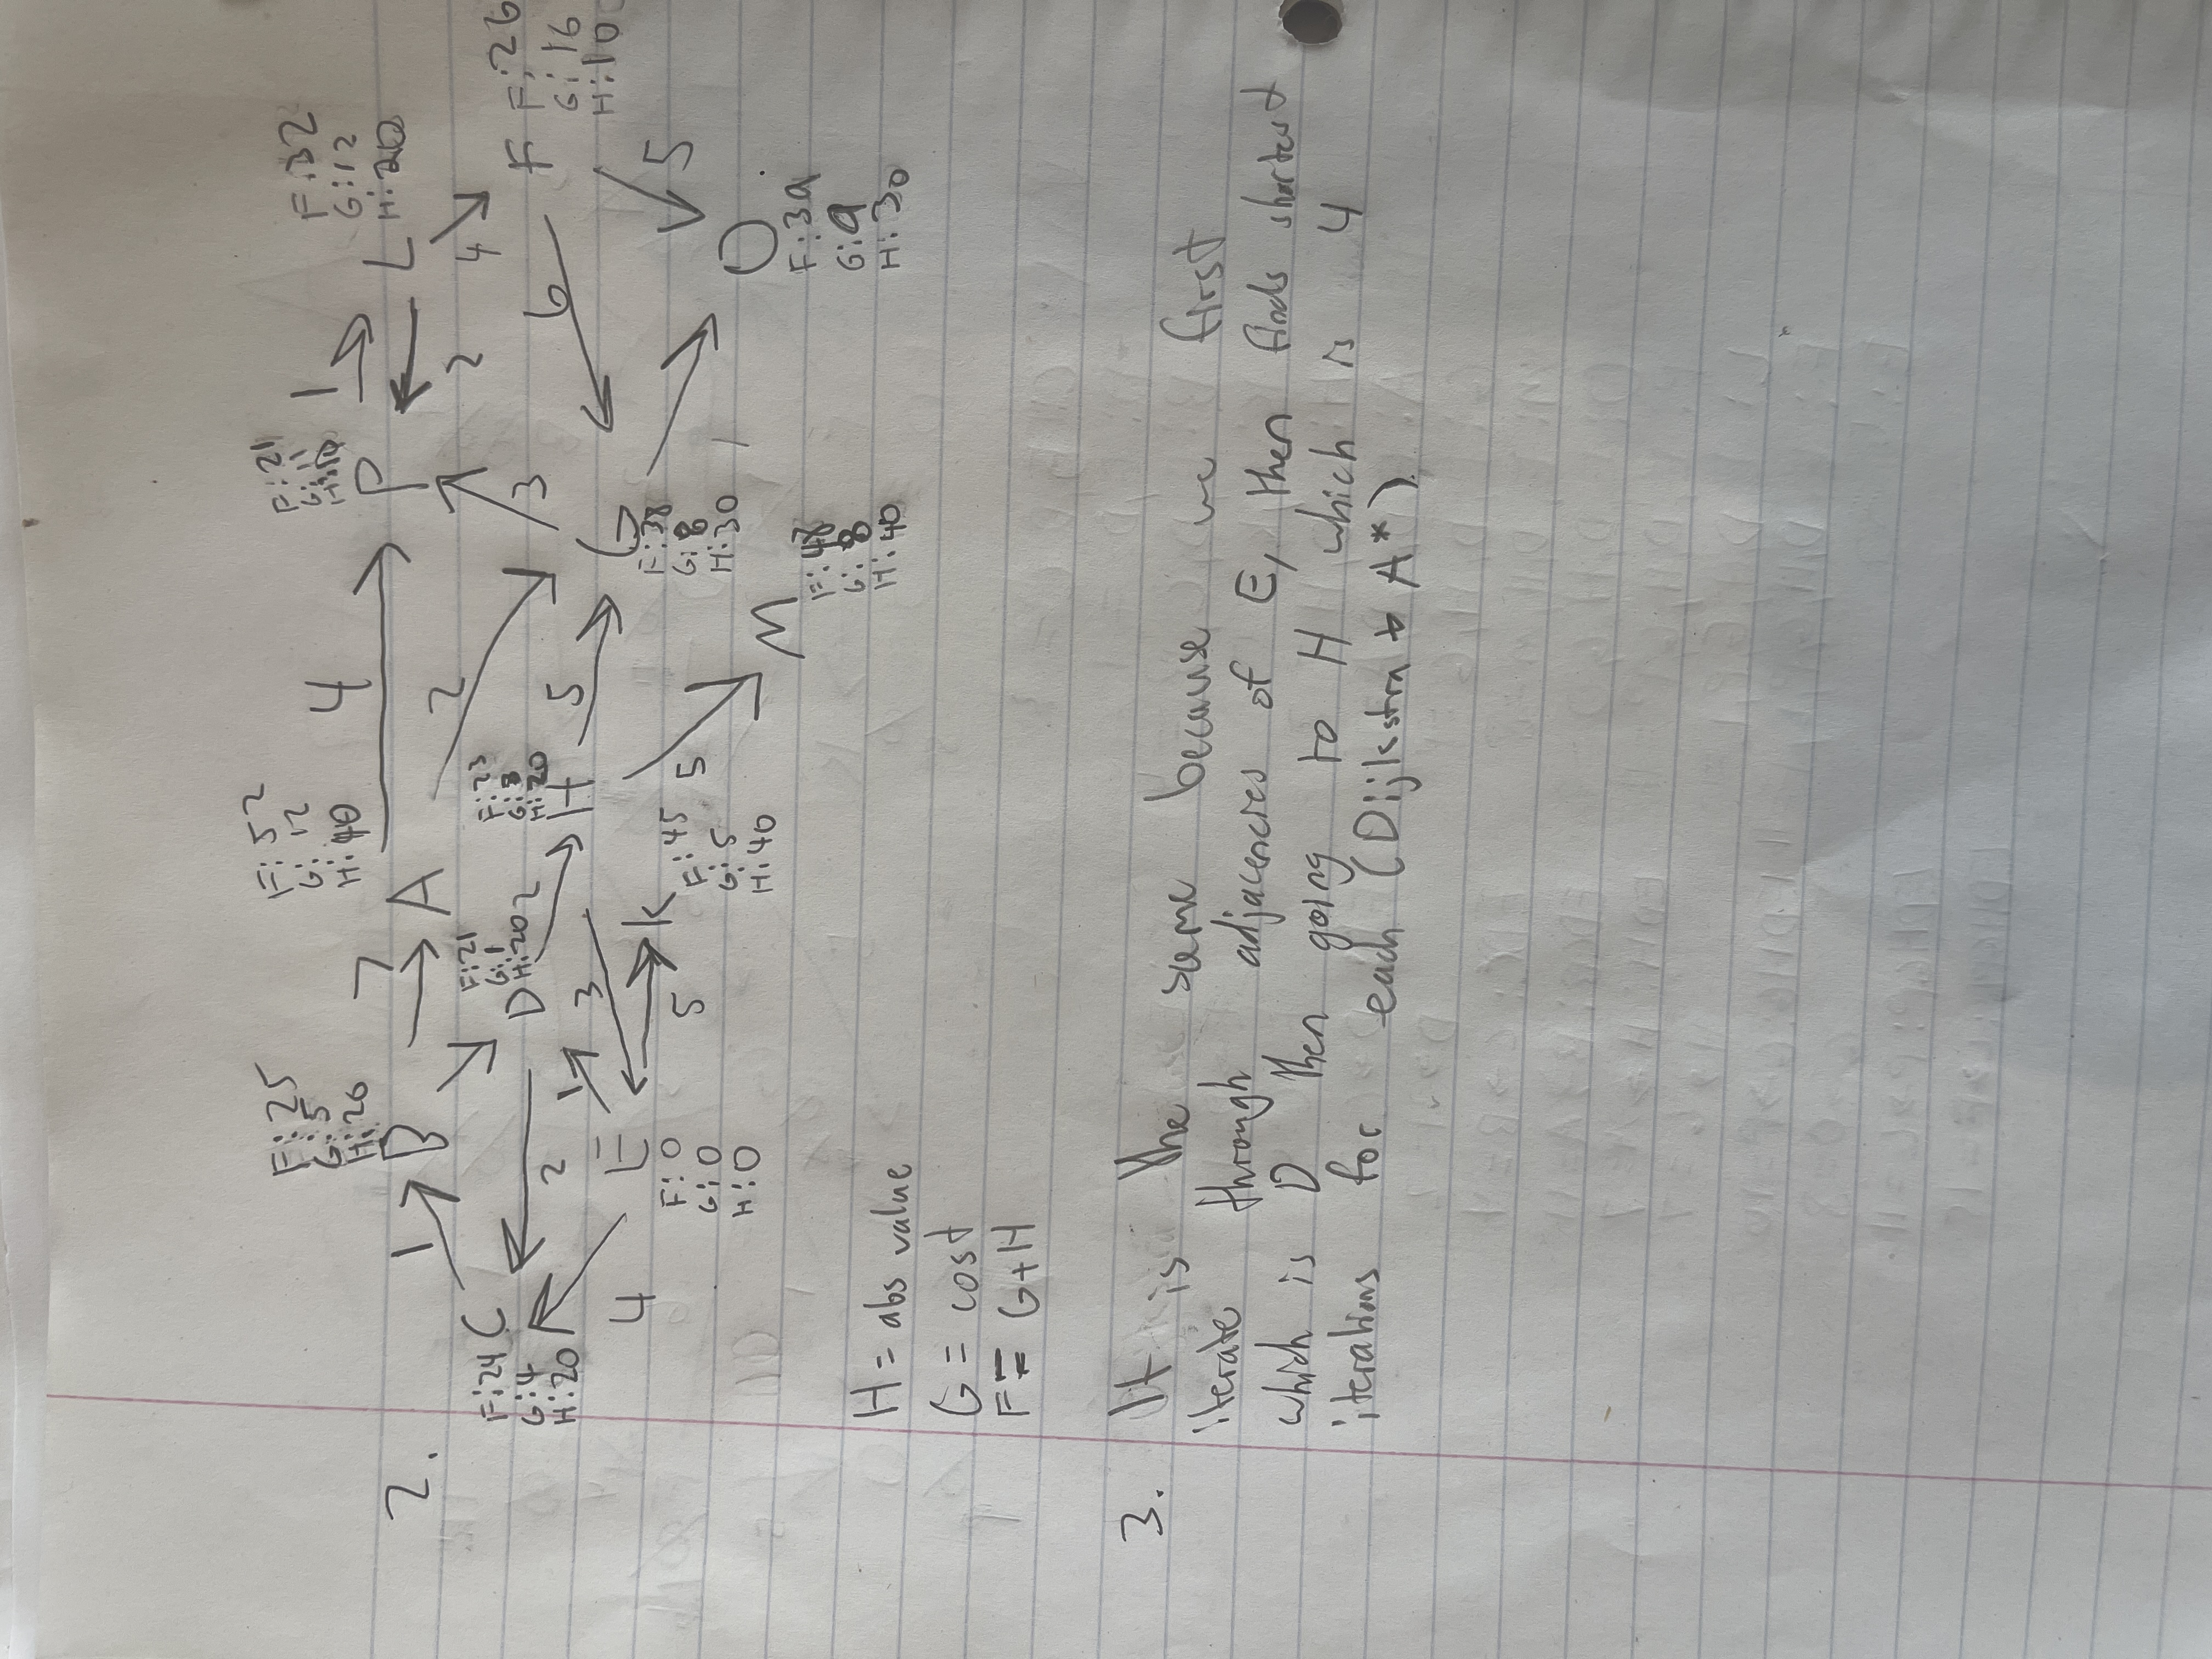 2.
F:25
G:5
H:20
B
F:52
G:12
H:40
A
F:21
G:11
H:10
P
F:32
G:12
H:20
L
1
7
4
1
2
2
4
F:24
G:4
H:20
C
F:21
G:1
H:20
D
2
F:23
G:3
H:20
H
F
F:26
G:16
H:10
2
1
3
5
3
6
4
E
F:0
G:0
H:0
5
K
F:45
G:5
H:40
5
G
F:38
G:8
H:30
1
5
M
F:48
G:8
H:40
O
F:39
G:9
H:30
H = abs value
G = cost
F = G+H
3. It is the same because we first
iterate through adjacencies of E, then finds shortest
which is D then going to H which is 4
iterations for each (Dijkstra + A*).